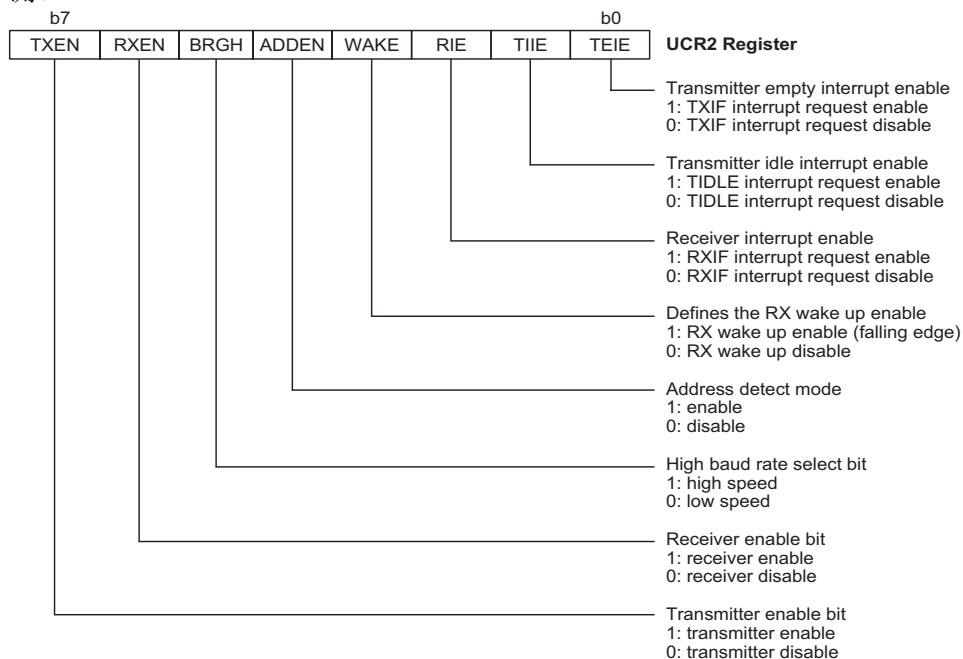 b7 b0
TXEN RXEN BRGH ADDEN WAKE RIE TIIE TEIE UCR2 Register
Transmitter empty interrupt enable
1: TXIF interrupt request enable
0: TXIF interrupt request disable
Transmitter idle interrupt enable
1: TIDLE interrupt request enable
0: TIDLE interrupt request disable
Receiver interrupt enable
1: RXIF interrupt request enable
0: RXIF interrupt request disable
Defines the RX wake up enable
1: RX wake up enable (falling edge)
0: RX wake up disable
Address detect mode
1: enable
0: disable
High baud rate select bit
1: high speed
0: low speed
Receiver enable bit
1: receiver enable
0: receiver disable
Transmitter enable bit
1: transmitter enable
0: transmitter disable